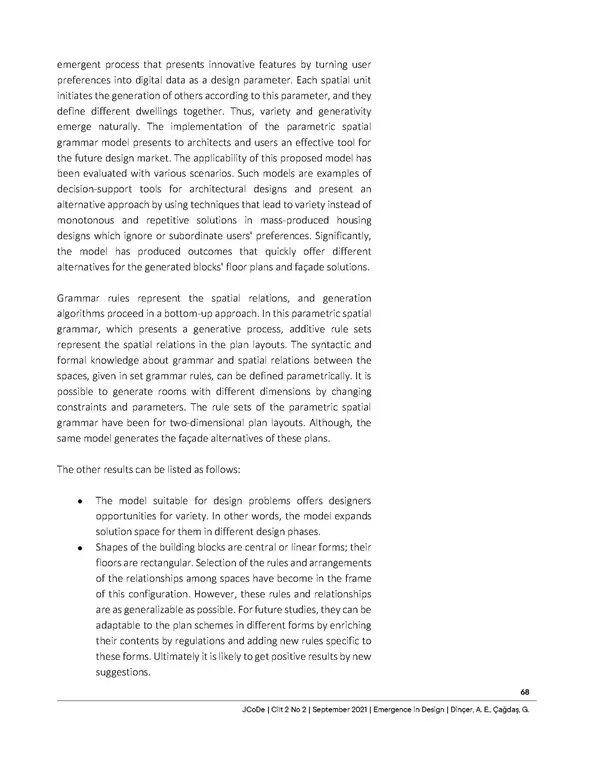 emergent process that presents innovative features by turning user
preferences into digital data as a design parameter. Each spatial unit
initiates the generation of others according to this parameter, and they
define different dwellings together. Thus, variety and generativity
emerge naturally. The implementation of the parametric spatial
grammar model presents to architects and users an effective tool for
the future design market. The applicability of this proposed model has
been evaluated with various scenarios. Such models are examples of
decision-support tools for architectural designs and present an
alternative approach by using techniques that lead to variety instead of
monotonous and repetitive solutions in mass-produced housing
designs which ignore or subordinate users' preferences. Significantly,
the model has produced outcomes that quickly offer different
alternatives for the generated blocks' floor plans and façade solutions.
Grammar rules represent the spatial relations, and generation
algorithms proceed in a bottom-up approach. In this parametric spatial
grammar, which presents a generative process, additive rule sets
represent the spatial relations in the plan layouts. The syntactic and
formal knowledge about grammar and spatial relations between the
spaces, given in set grammar rules, can be defined parametrically. It is
possible to generate rooms with different dimensions by changing
constraints and parameters. The rule sets of the parametric spatial
grammar have been for two-dimensional plan layouts. Although, the
same model generates the façade alternatives of these plans.
The other results can be listed as follows:
• The model suitable for design problems offers designers
opportunities for variety. In other words, the model expands
solution space for them in different design phases.
• Shapes of the building blocks are central or linear forms; their
floors are rectangular. Selection of the rules and arrangements
of the relationships among spaces have become in the frame
of this configuration. However, these rules and relationships
are as generalizable as possible. For future studies, they can be
adaptable to the plan schemes in different forms by enriching
their contents by regulations and adding new rules specific to
these forms. Ultimately it is likely to get positive results by new
suggestions.
68
JCoDe | Cilt 2 No 2 | September 2021 | Emergence in Design | Dinçer, A. E., Çağdaş, G.